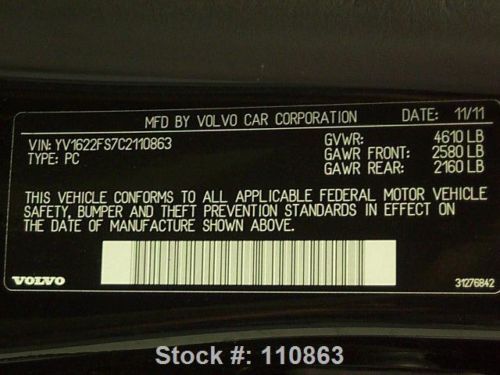 MFD BY VOLVO CAR CORPORATION DATE: 11/11
VIN: YV1622FS7C2110863 GVWR: 4610 LB
TYPE: PC GAWR FRONT: 2580 LB
GAWR REAR: 2160 LB
THIS VEHICLE CONFORMS TO ALL APPLICABLE FEDERAL MOTOR VEHICLE
SAFETY, BUMPER AND THEFT PREVENTION STANDARDS IN EFFECT ON
THE DATE OF MANUFACTURE SHOWN ABOVE.
VOLVO 31276842
Stock #: 110863